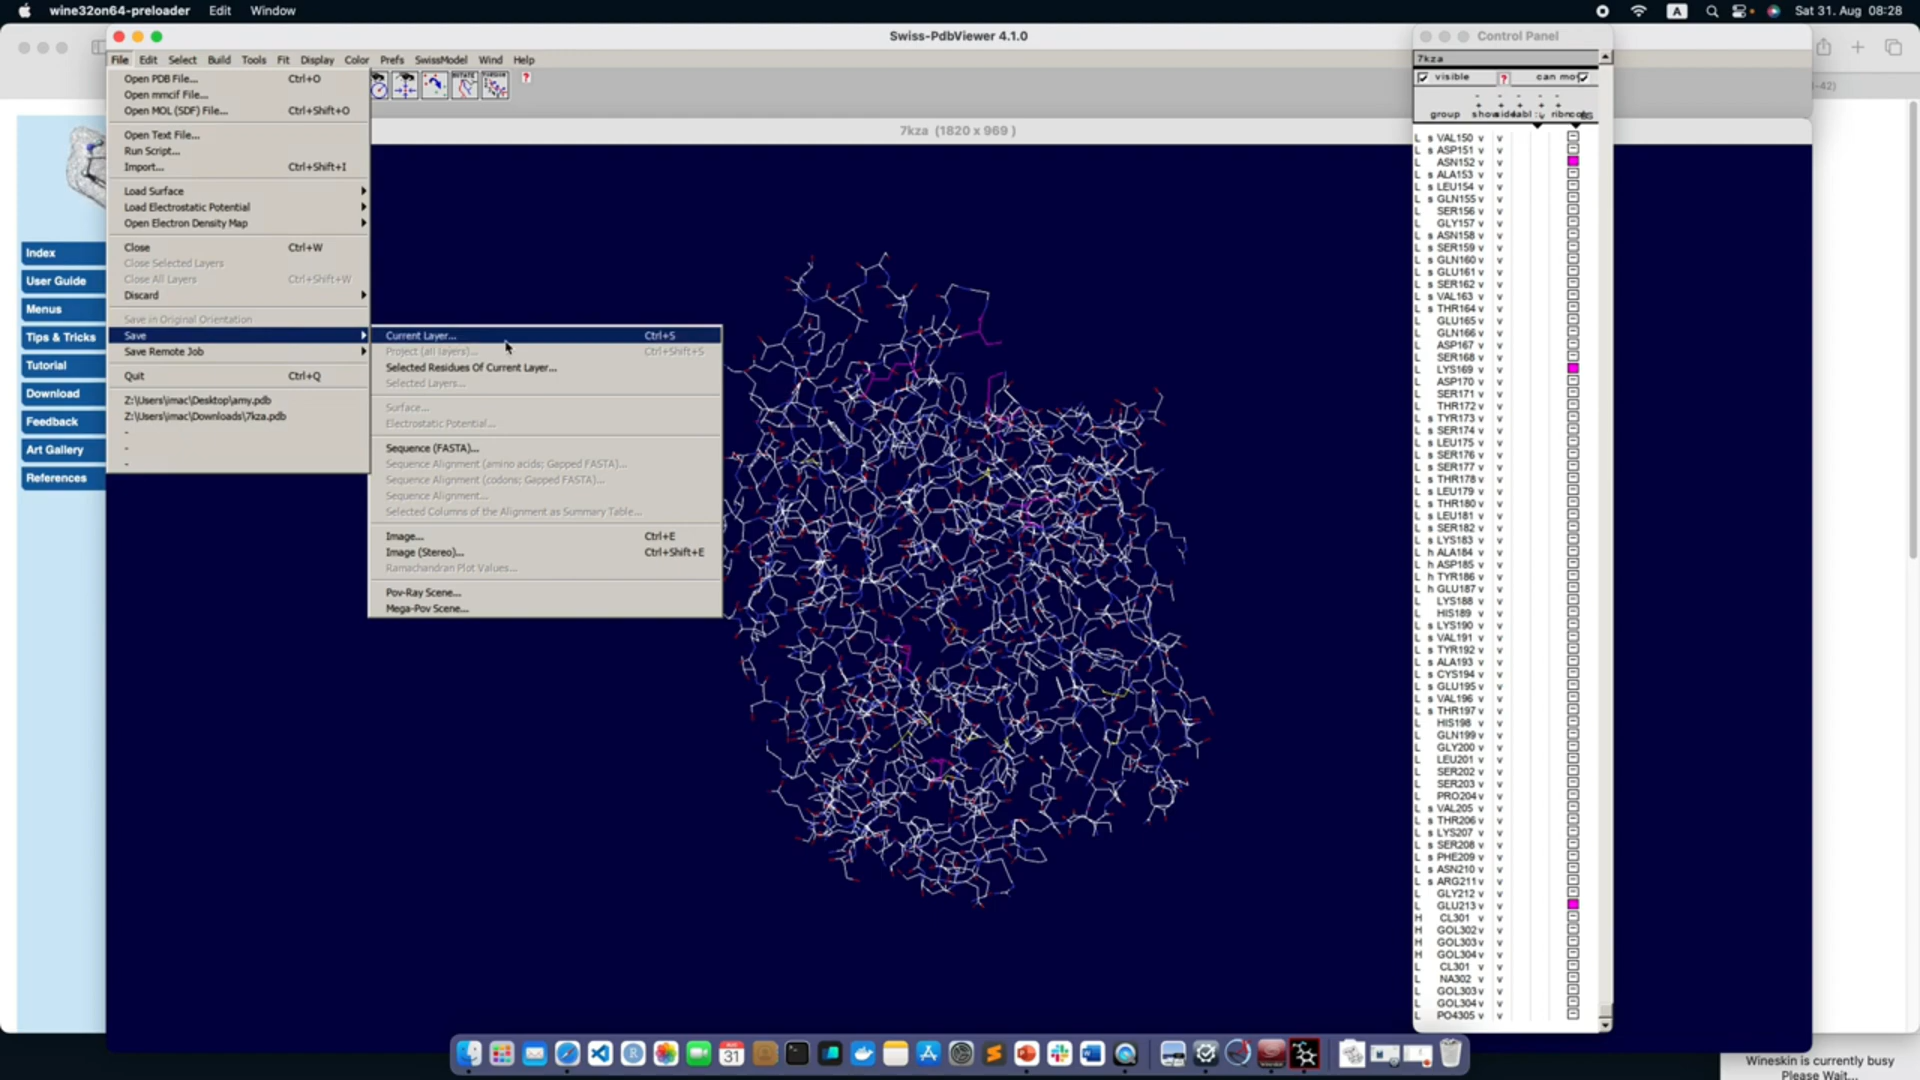 wine32on64-preloader Edit Window
A Sat 31. Aug 08:28
Swiss-PdbViewer 4.1.0
File Edit Select Build Tools Fit Display Color Prefs SwissModel Wind Help
Open PDB File... Ctrl+O
Open mmcif File...
Open MOL (SDF) File... Ctrl+Shift+O
Open Text File...
Run Script...
Import... Ctrl+Shift+I
Load Surface
Load Electrostatic Potential
Open Electron Density Map
Close Ctrl+W
Close Selected Layers
Close All Layers Ctrl+Shift+W
Discard
Save in Original Orientation
Save
Save Remote Job
Quit Ctrl+Q
Z:\Users\imac\Desktop\amy.pdb
Z:\Users\imac\Downloads\7kza.pdb
-
-
-
Current Layer... Ctrl+S
Project (all layers)... Ctrl+Shift+S
Selected Residues Of Current Layer...
Selected Layers...
Surface...
Electrostatic Potential...
Sequence (FASTA)...
Sequence Alignment (amino acids; Gapped FASTA)...
Sequence Alignment (codons; Gapped FASTA)...
Sequence Alignment...
Selected Columns of the Alignment as Summary Table...
Image... Ctrl+E
Image (Stereo)... Ctrl+Shift+E
Ramachandran Plot Values...
Pov-Ray Scene...
Mega-Pov Scene...
7kza (1820 x 969)
Index
User Guide
Menus
Tips & Tricks
Tutorial
Download
Feedback
Art Gallery
References
Control Panel
7kza
visible ? can mov
group
L s VAL150 v v
L s ASP151 v v
L ASN152 v v
L s ALA153 v v
L s LEU154 v v
L s GLN155 v v
L SER156 v v
L GLY157 v v
L s ASN158 v v
L s SER159 v v
L s GLN160 v v
L s GLU161 v v
L s SER162 v v
L s VAL163 v v
L s THR164 v v
L GLU165 v v
L GLN166 v v
L ASP167 v v
L SER168 v v
L LYS169 v v
L ASP170 v v
L SER171 v v
L THR172 v v
L s TYR173 v v
L s SER174 v v
L s LEU175 v v
L s SER176 v v
L s SER177 v v
L s THR178 v v
L s LEU179 v v
L s THR180 v v
L s LEU181 v v
L s SER182 v v
L s LYS183 v v
L h ALA184 v v
L h ASP185 v v
L h TYR186 v v
L h GLU187 v v
L LYS188 v v
L HIS189 v v
L s LYS190 v v
L s VAL191 v v
L s TYR192 v v
L s ALA193 v v
L s CYS194 v v
L s GLU195 v v
L s VAL196 v v
L s THR197 v v
L HIS198 v v
L GLN199 v v
L GLY200 v v
L LEU201 v v
L SER202 v v
L SER203 v v
L PRO204 v v
L s VAL205 v v
L s THR206 v v
L s LYS207 v v
L s SER208 v v
L s PHE209 v v
L s ASN210 v v
L s ARG211 v v
L GLY212 v v
L GLU213 v v
H CL301 v v
H GOL302 v v
H GOL303 v v
H GOL304 v v
L CL301 v v
L NA302 v v
L GOL303 v v
L GOL304 v v
L PO4305 v v
-42)
Wineskin is currently busy
Please Wait...